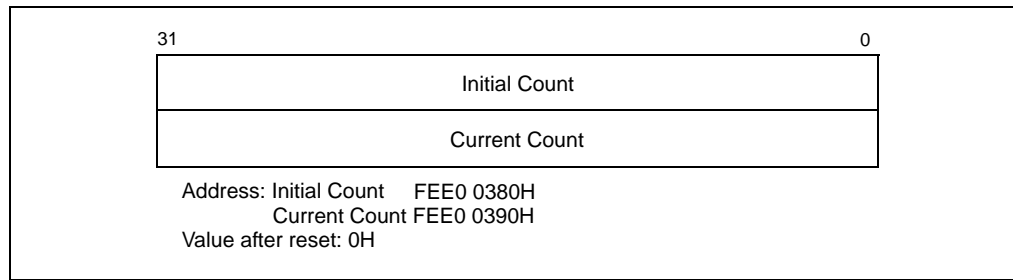 31 0
Initial Count
Current Count
Address: Initial Count FEE0 0380H
Current Count FEE0 0390H
Value after reset: 0H